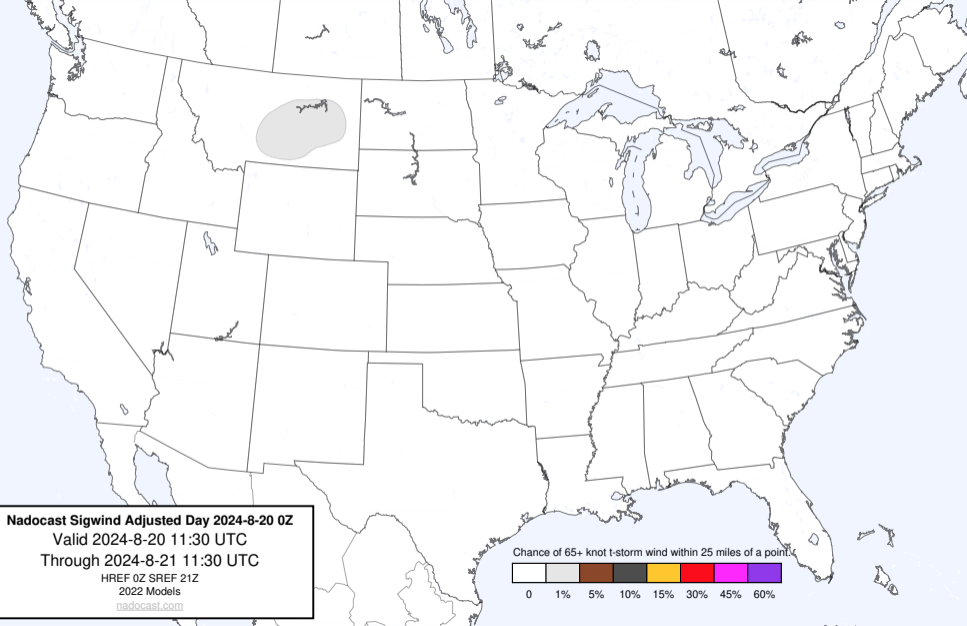 Nadocast Sigwind Adjusted Day 2024-8-20 0Z
Valid 2024-8-20 11:30 UTC
Through 2024-8-21 11:30 UTC
HREF 0Z SREF 21Z
2022 Models
nadocast.com
Chance of 65+ knot t-storm wind within 25 miles of a point.
0 1% 5% 10% 15% 30% 45% 60%